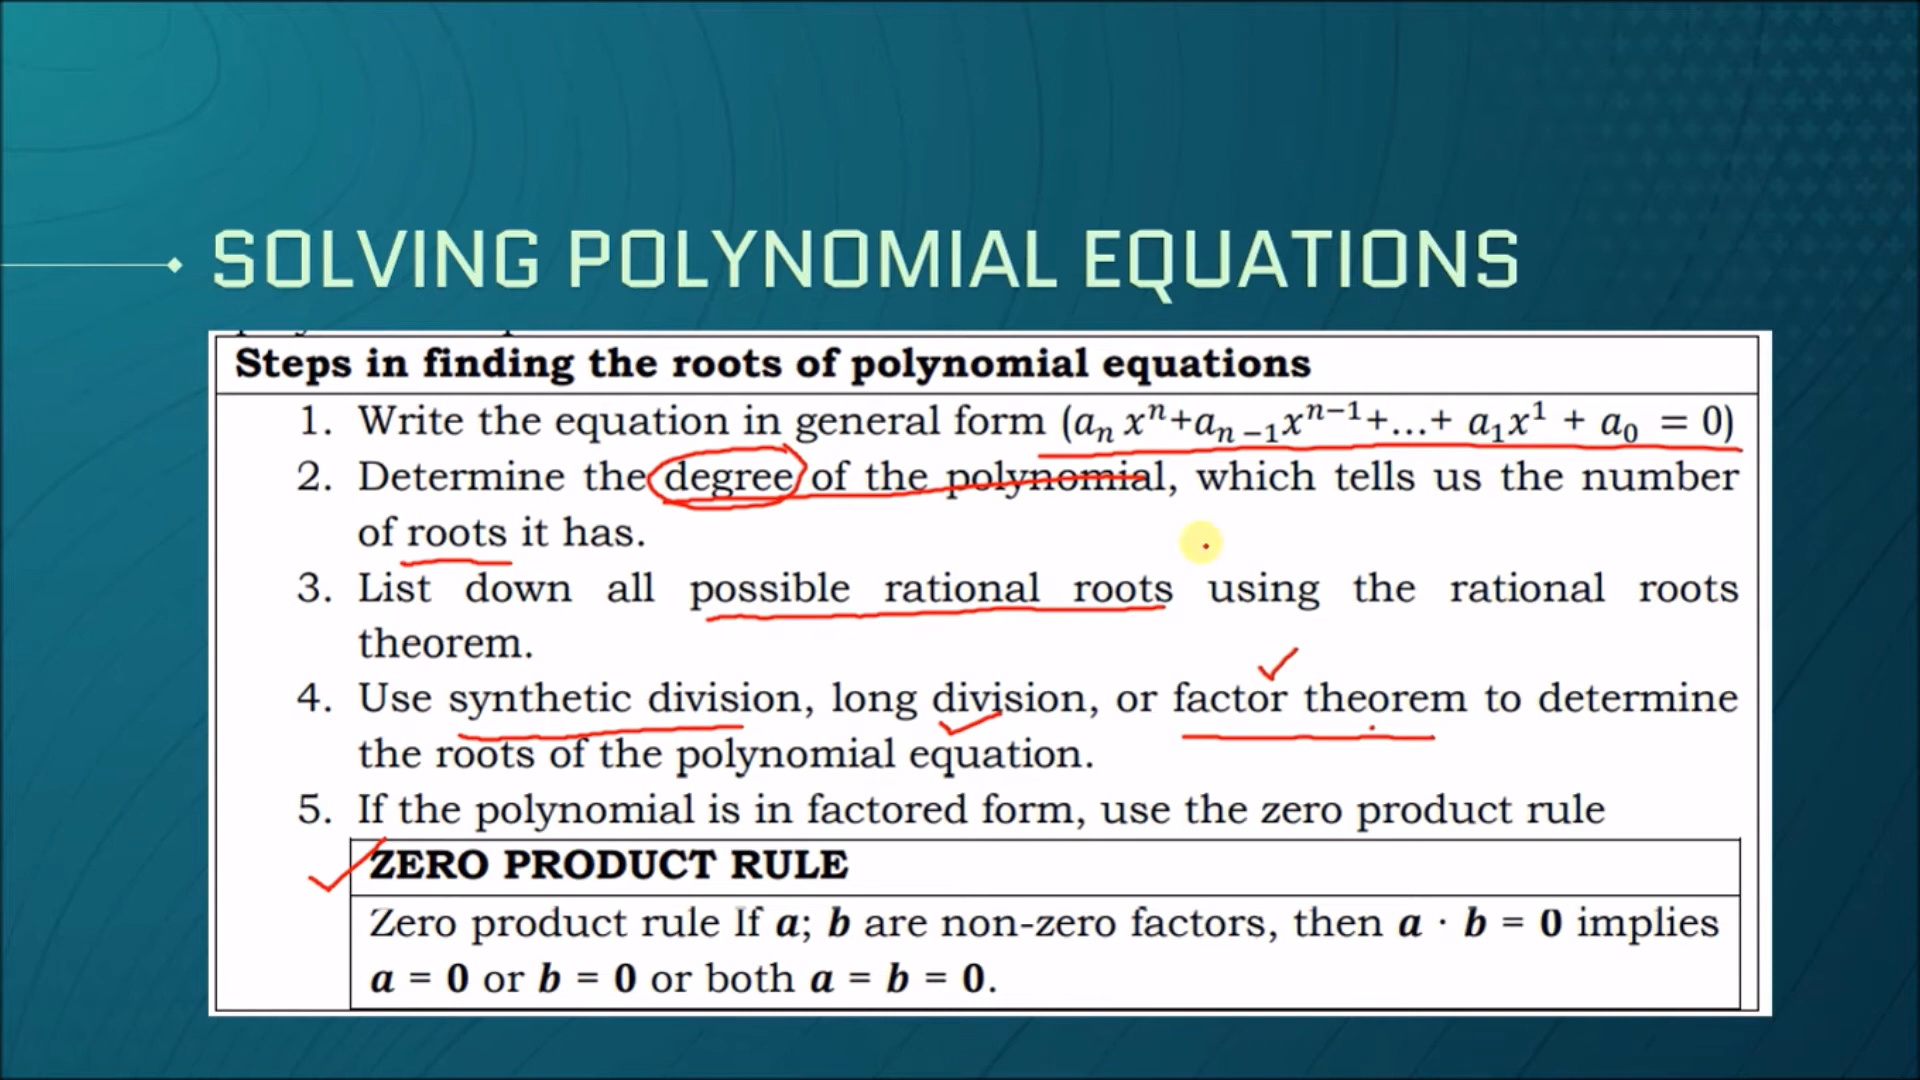 SOLVING POLYNOMIAL EQUATIONS
Steps in finding the roots of polynomial equations
1. Write the equation in general form (aₙ xⁿ+aₙ₋₁xⁿ⁻¹+...+ a₁x¹ + a₀ = 0)
2. Determine the degree of the polynomial, which tells us the number
of roots it has.
3. List down all possible rational roots using the rational roots
theorem.
4. Use synthetic division, long division, or factor theorem to determine
the roots of the polynomial equation.
5. If the polynomial is in factored form, use the zero product rule
ZERO PRODUCT RULE
Zero product rule If a; b are non-zero factors, then a · b = 0 implies
a = 0 or b = 0 or both a = b = 0.